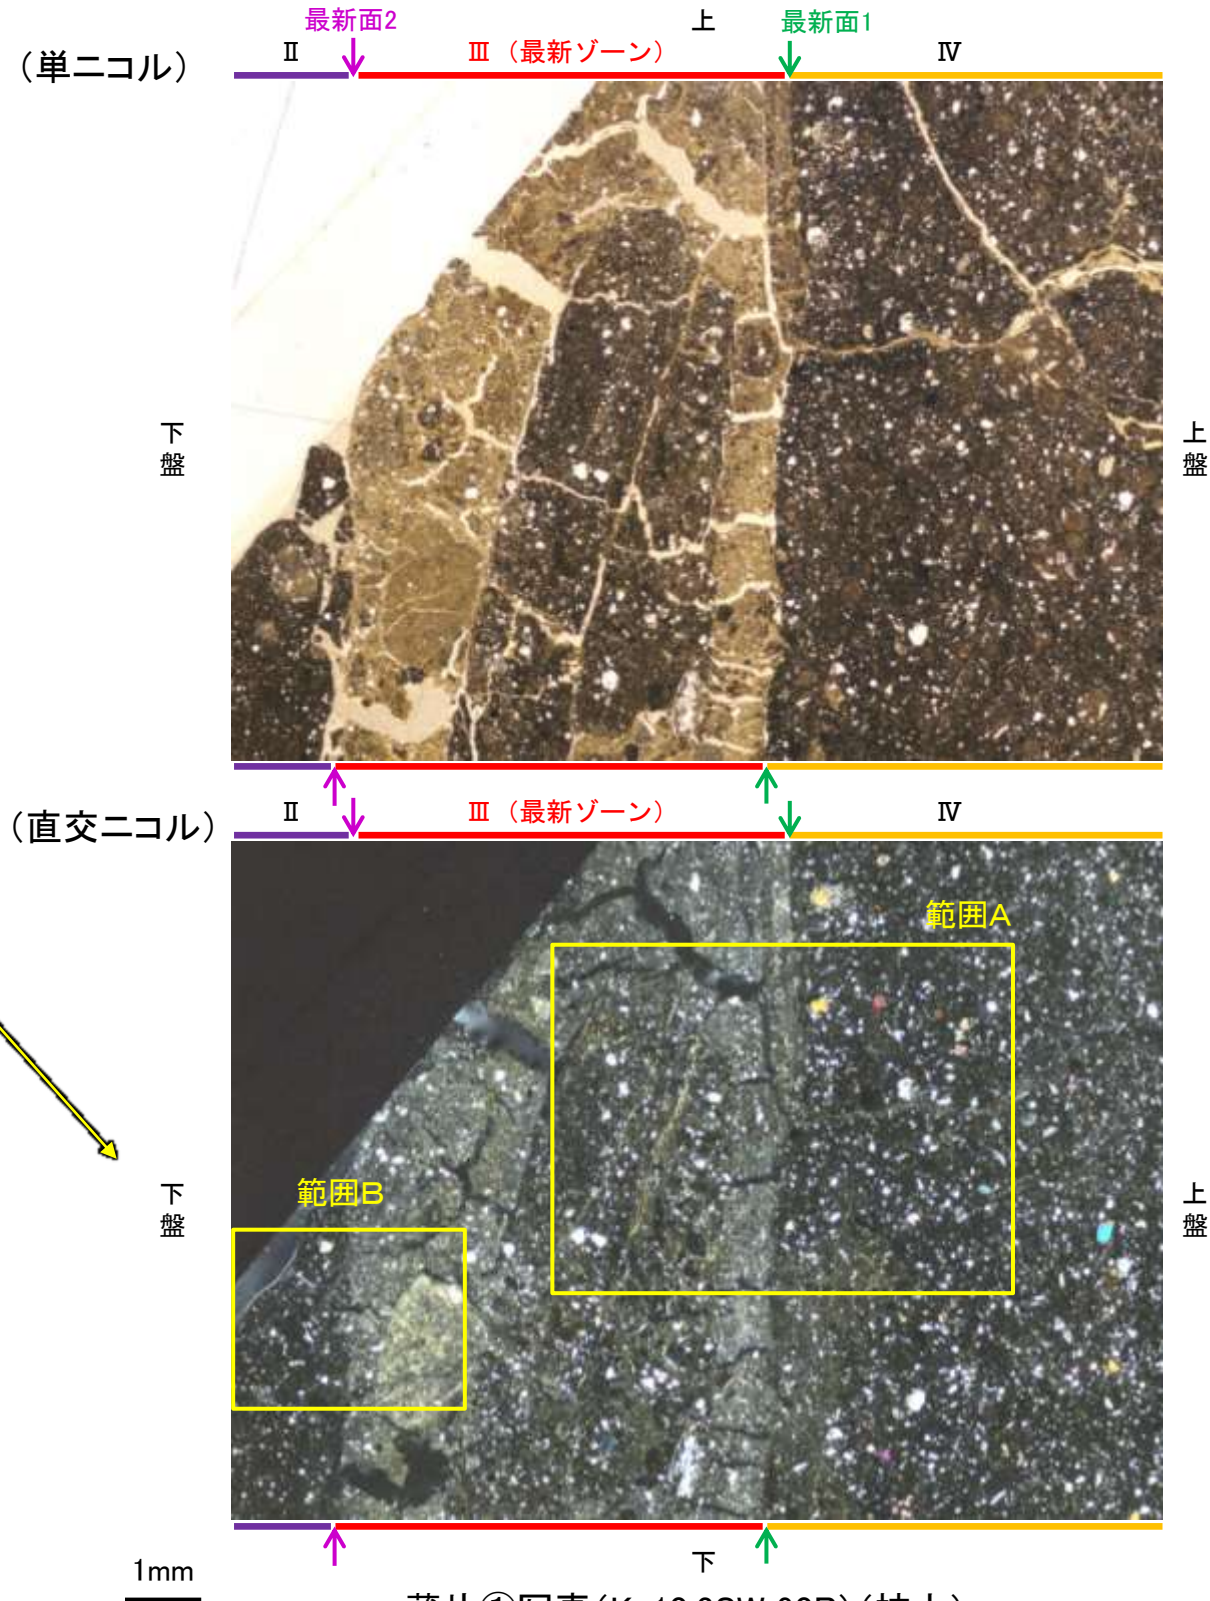 最新面2
上
最新面1
(単ニコル)
Ⅱ
Ⅲ (最新ゾーン)
Ⅳ
下盤
上盤
(直交ニコル)
Ⅱ
Ⅲ (最新ゾーン)
Ⅳ
範囲A
範囲B
下盤
上盤
下
1mm